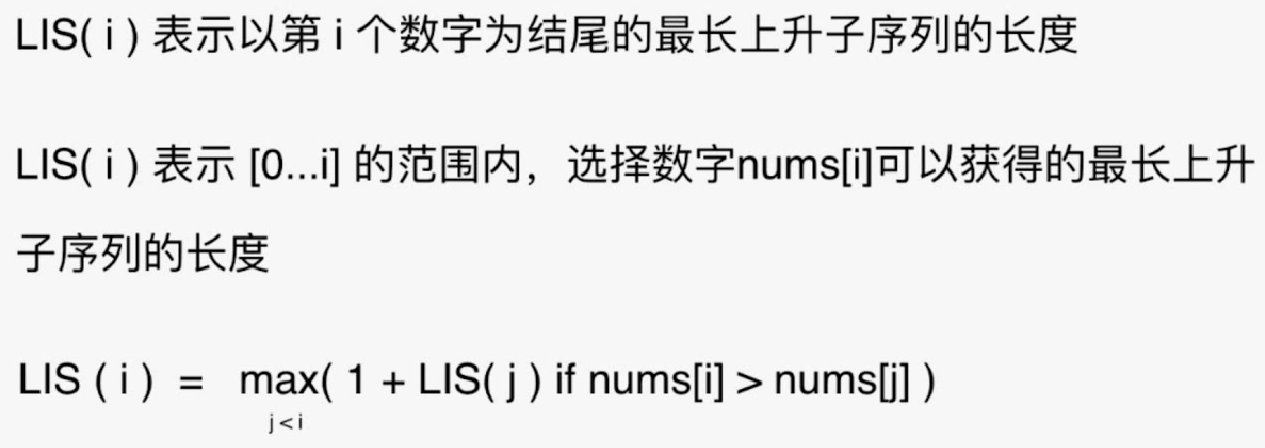 LIS( i ) 表示以第 i 个数字为结尾的最长上升子序列的长度
LIS( i ) 表示 [0...i] 的范围内，选择数字nums[i]可以获得的最长上升
子序列的长度
LIS ( i ) = max( 1 + LIS( j ) if nums[i] > nums[j] )
j < i